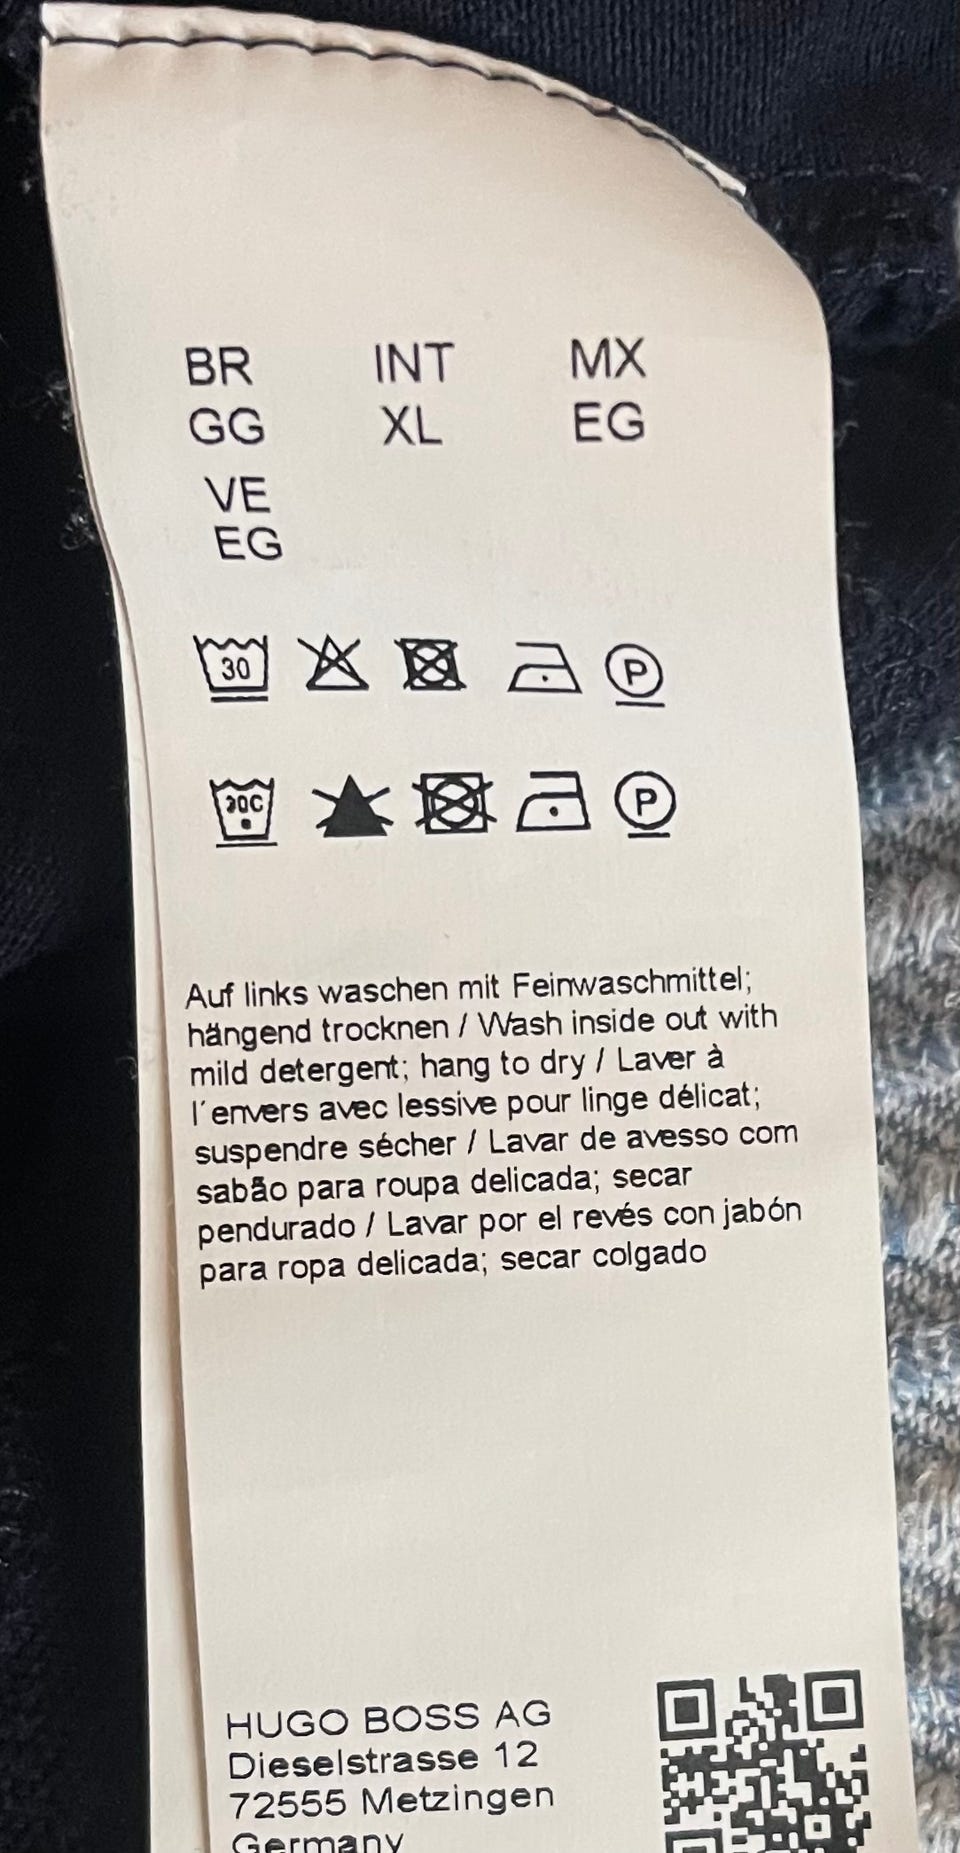 BR INT MX
GG XL EG
VE
EG
30
P
30C
P
Auf links waschen mit Feinwaschmittel;
hängend trocknen / Wash inside out with
mild detergent; hang to dry / Laver à
l´envers avec lessive pour linge délicat;
suspendre sécher / Lavar de avesso com
sabão para roupa delicada; secar
pendurado / Lavar por el revés con jabón
para ropa delicada; secar colgado
HUGO BOSS AG
Dieselstrasse 12
72555 Metzingen
Germany